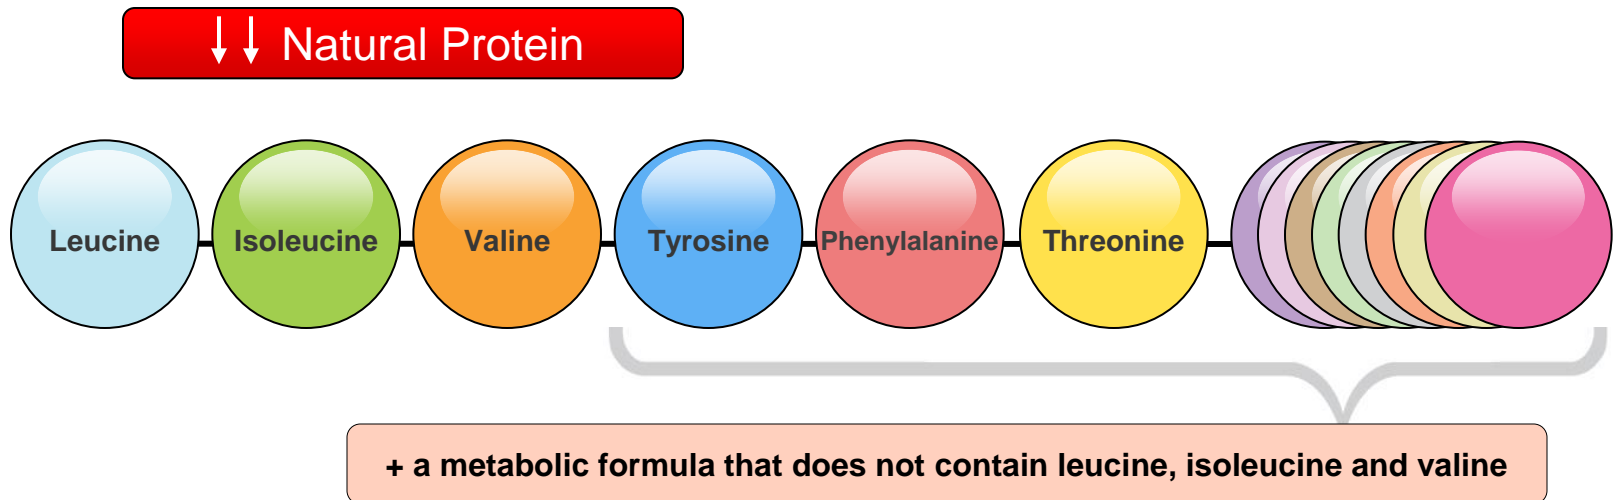 ↓↓ Natural Protein
Leucine
Isoleucine
Valine
Tyrosine
Phenylalanine
Threonine
+ a metabolic formula that does not contain leucine, isoleucine and valine